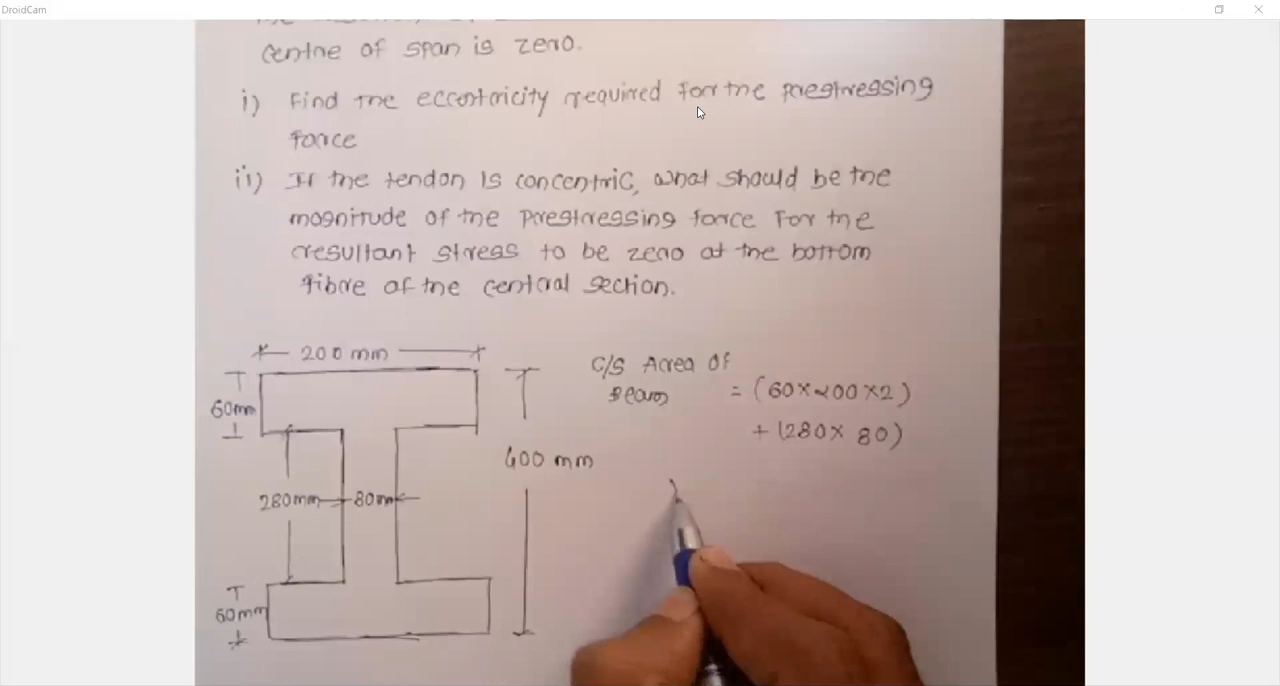 DroidCam
centre of span is zero.
i) Find the eccentricity required for the prestressing
force
ii) If the tendon is concentric, what should be the
magnitude of the prestressing force for the
resultant stress to be zero at the bottom
fibre of the central section.
200 mm
60mm
280mm
80mm
60mm
400 mm
C/S Area of
Beam
= (60×200×2)
+ (280× 80)